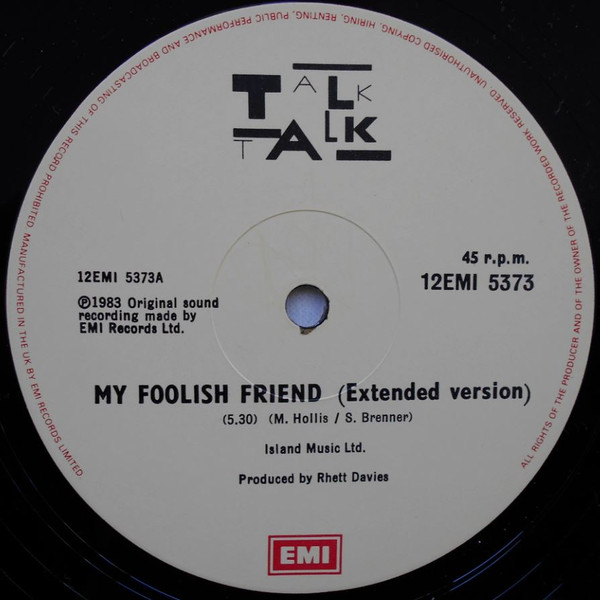 TALK
TALK
45 r.p.m.
12EMI 5373A
12EMI 5373
℗1983 Original sound
recording made by
EMI Records Ltd.
MY FOOLISH FRIEND (Extended version)
(5.30) (M. Hollis / S. Brenner)
Island Music Ltd.
Produced by Rhett Davies
EMI
ALL RIGHTS OF THE PRODUCER AND OF THE OWNER OF THE RECORDED WORK RESERVED UNAUTHORISED COPYING, HIRING, RENTING, PUBLIC PERFORMANCE AND BROADCASTING OF THIS RECORD PROHIBITED MANUFACTURED IN THE UK BY EMI RECORDS LIMITED